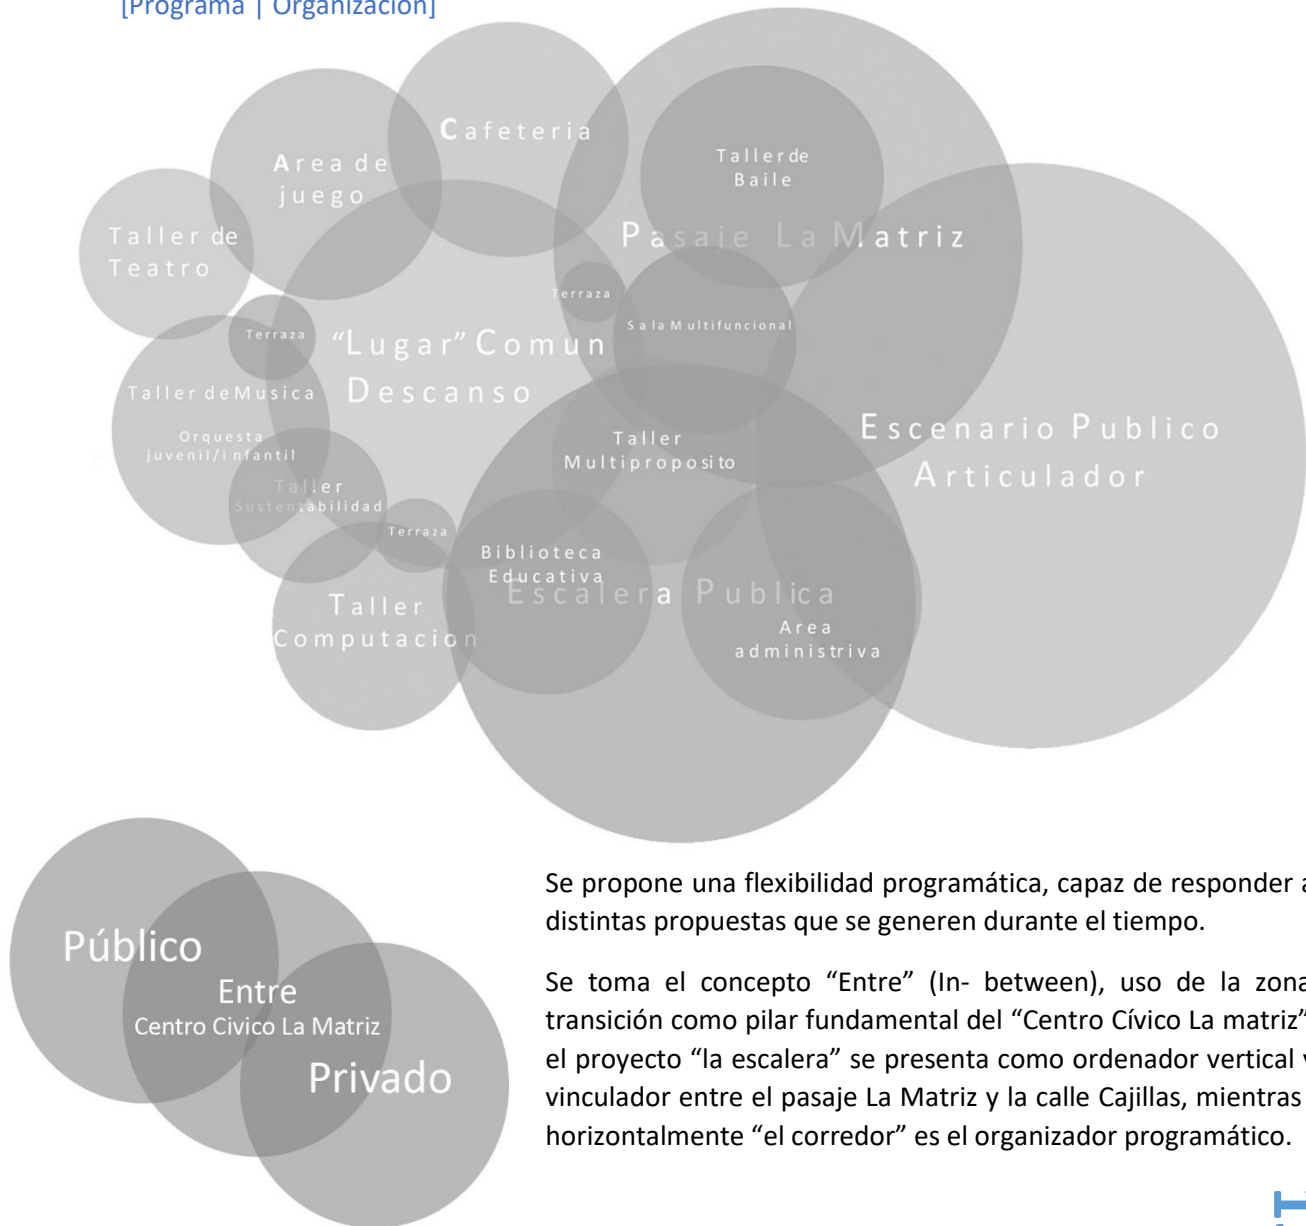 [Programa | Organización]
Cafeteria
Area de
juego
Taller de
Baile
Taller de
Teatro
Pasaje La Matriz
Terraza
Terraza
Sala Multifuncional
“Lugar” Comun
Descanso
Taller de Musica
Orquesta
juvenil/infantil
Taller
Multiproposito
Escenario Publico
Articulador
Taller
Sustentabilidad
Terraza
Biblioteca
Educativa
Escalera Publica
Taller
Computacion
Area
administriva
Público
Entre
Centro Civico La Matriz
Privado
Se propone una flexibilidad programática, capaz de responder a
distintas propuestas que se generen durante el tiempo.
Se toma el concepto “Entre” (In- between), uso de la zona
transición como pilar fundamental del “Centro Cívico La matriz”
el proyecto “la escalera” se presenta como ordenador vertical y
vinculador entre el pasaje La Matriz y la calle Cajillas, mientras
horizontalmente “el corredor” es el organizador programático.